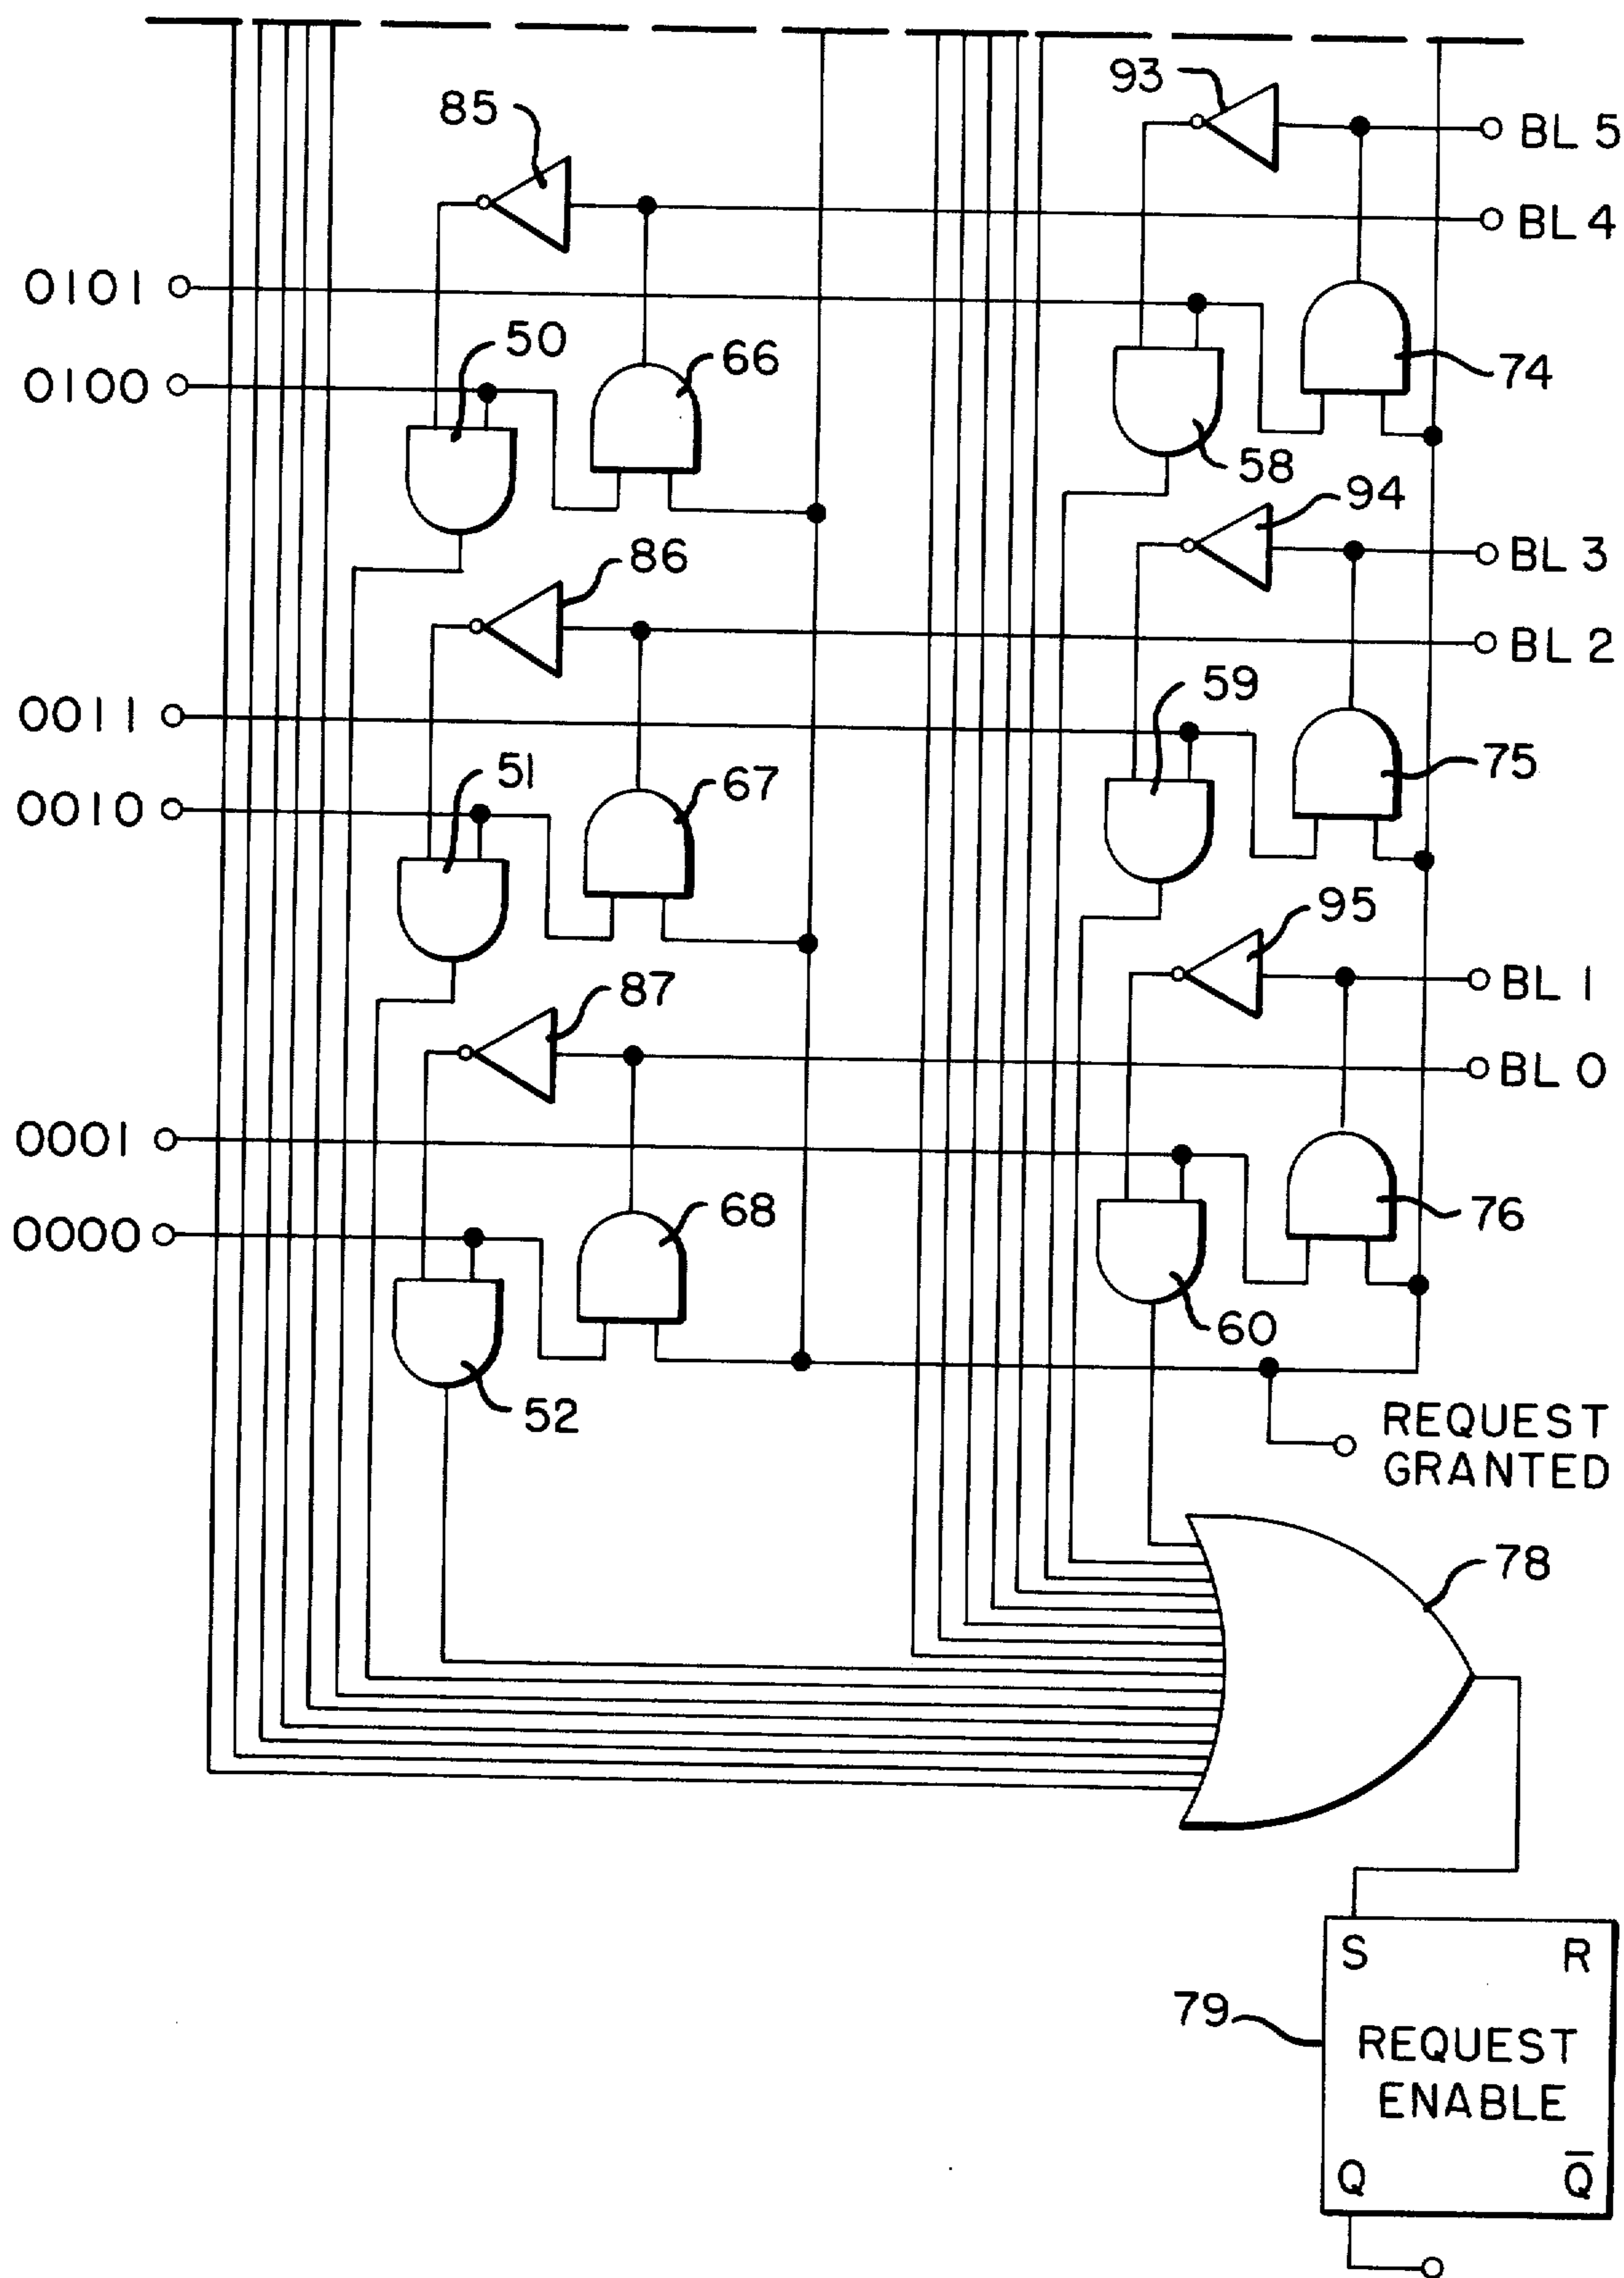 93
BL 5
85
BL 4
0101
50
66
74
0100
58
94
BL 3
86
BL 2
59
0011
51
67
75
0010
95
BL 1
87
BL 0
0001
68
76
0000
60
52
REQUEST
GRANTED
78
S R
79
REQUEST
ENABLE
Q Q̅